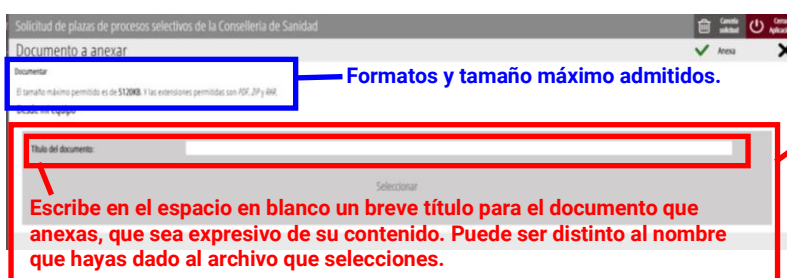 Solicitud de plazas de procesos selectivos de la Conselleria de Sanidad
Cancela solicitud
Documento a anexar
Anexa
Documentar
El tamaño máximo permitido es de 5120KB. Y las extensiones permitidas son PDF, ZIP y RAR.
Formatos y tamaño máximo admitidos.
Desde mi equipo
Título del documento:
Seleccionar
Escribe en el espacio en blanco un breve título para el documento que
anexas, que sea expresivo de su contenido. Puede ser distinto al nombre
que hayas dado al archivo que selecciones.